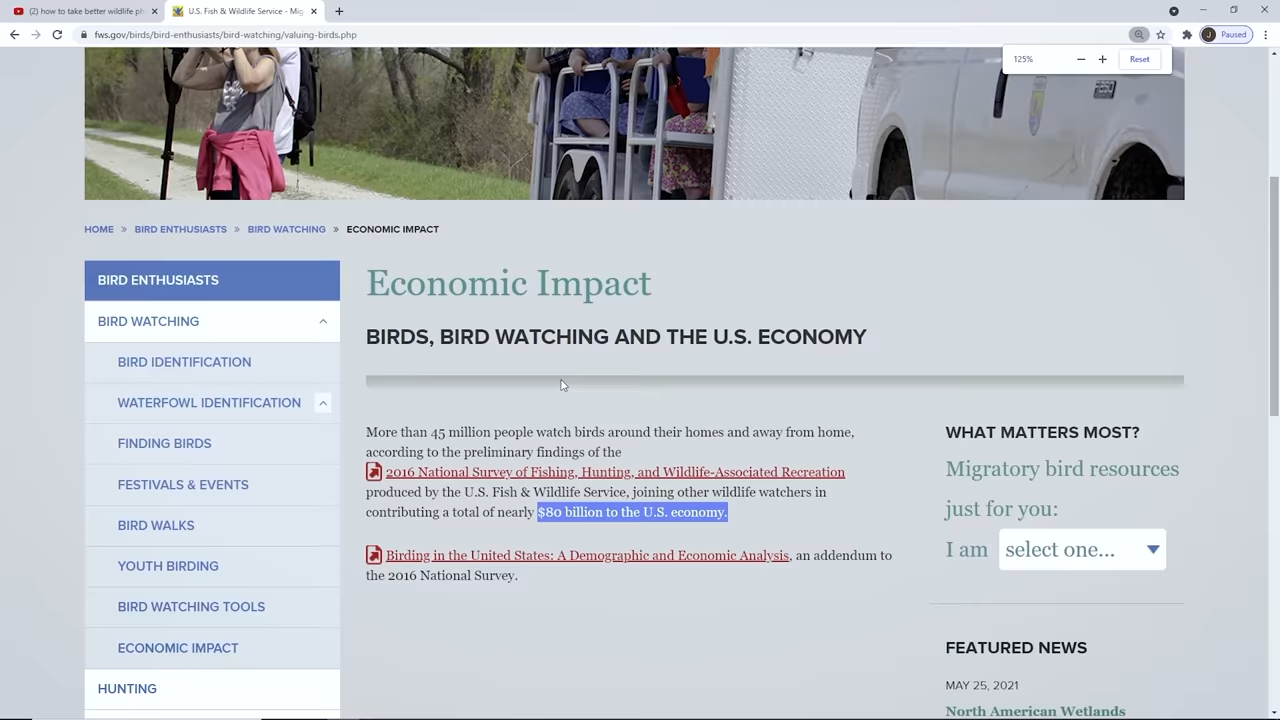 (2) how to take better wildlife ph
U.S. Fish & Wildlife Service - Mig
fws.gov/birds/bird-enthusiasts/bird-watching/valuing-birds.php
J Paused
125% Reset
HOME » BIRD ENTHUSIASTS » BIRD WATCHING » ECONOMIC IMPACT
BIRD ENTHUSIASTS
BIRD WATCHING
BIRD IDENTIFICATION
WATERFOWL IDENTIFICATION
FINDING BIRDS
FESTIVALS & EVENTS
BIRD WALKS
YOUTH BIRDING
BIRD WATCHING TOOLS
ECONOMIC IMPACT
HUNTING
Economic Impact
BIRDS, BIRD WATCHING AND THE U.S. ECONOMY
More than 45 million people watch birds around their homes and away from home,
according to the preliminary findings of the
2016 National Survey of Fishing, Hunting, and Wildlife-Associated Recreation
produced by the U.S. Fish & Wildlife Service, joining other wildlife watchers in
contributing a total of nearly $80 billion to the U.S. economy.
Birding in the United States: A Demographic and Economic Analysis, an addendum to
the 2016 National Survey.
WHAT MATTERS MOST?
Migratory bird resources
just for you:
I am select one...
FEATURED NEWS
MAY 25, 2021
North American Wetlands